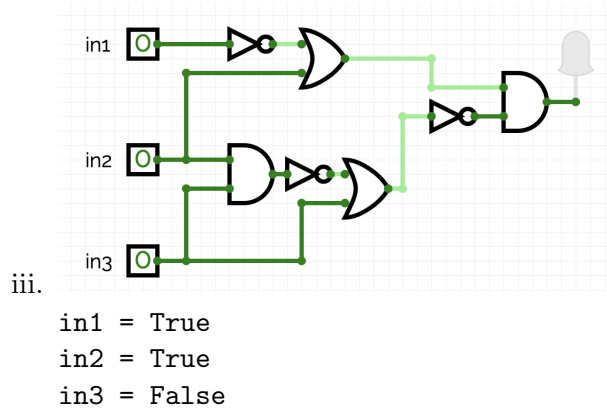 in1 0
in2 0
in3 0
iii.
in1 = True
in2 = True
in3 = False